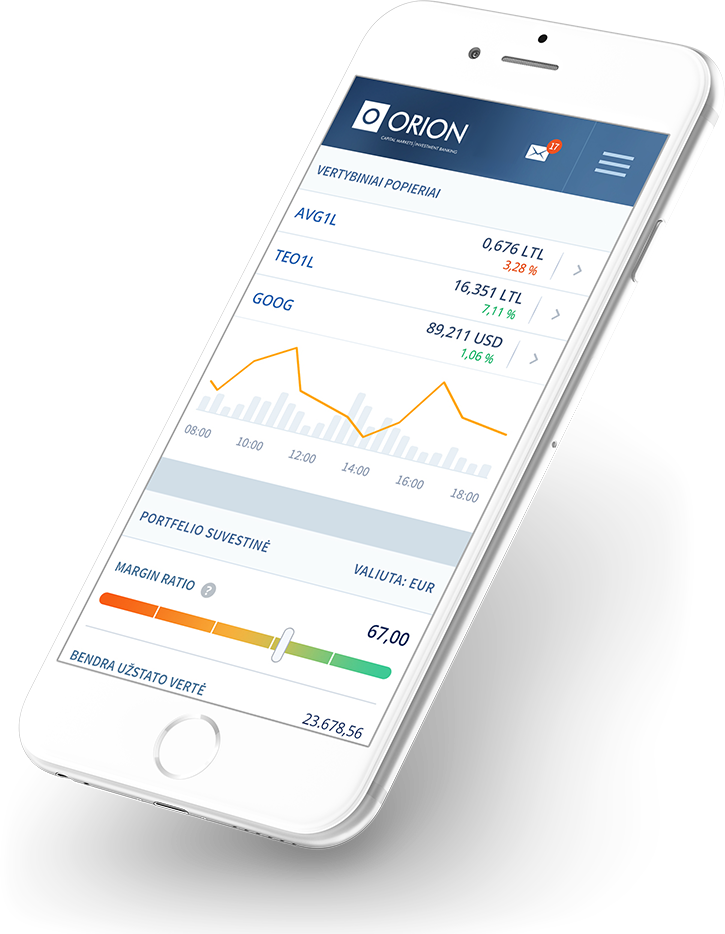 ORION
CAPITAL MARKETS | INVESTMENT BANKING
17
VERTYBINIAI POPIERIAI
AVG1L
0,676 LTL
3,28 %
TEO1L
16,351 LTL
7,11 %
GOOG
89,211 USD
1,06 %
08:00 10:00 12:00 14:00 16:00 18:00
PORTFELIO SUVESTINĖ
VALIUTA: EUR
MARGIN RATIO ?
67,00
BENDRA UŽSTATO VERTĖ
23.678,56